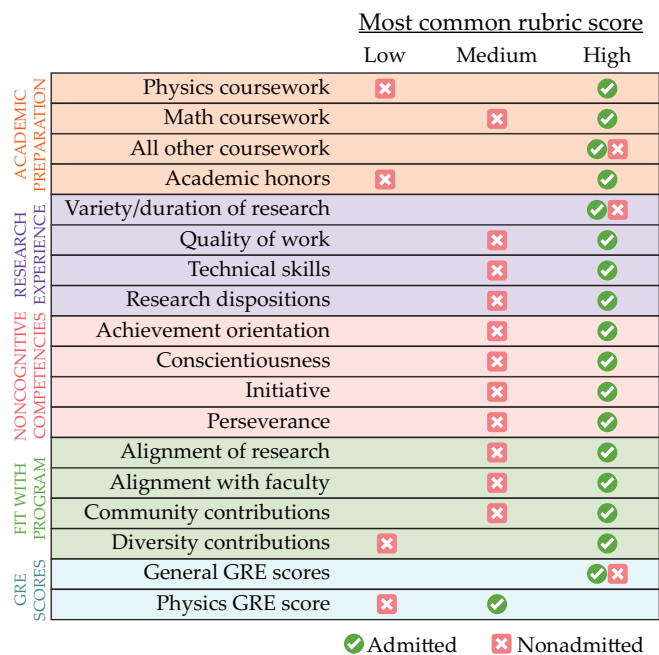 Most common rubric score
Low Medium High
ACADEMIC
PREPARATION
Physics coursework
Math coursework
All other coursework
Academic honors
RESEARCH
EXPERIENCE
Variety/duration of research
Quality of work
Technical skills
Research dispositions
NONCOGNITIVE
COMPETENCIES
Achievement orientation
Conscientiousness
Initiative
Perseverance
FIT WITH
PROGRAM
Alignment of research
Alignment with faculty
Community contributions
Diversity contributions
GRE
SCORES
General GRE scores
Physics GRE score
Admitted Nonadmitted